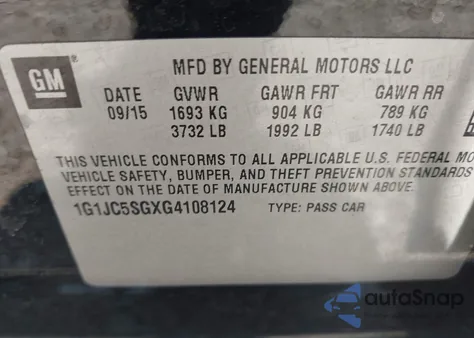 GM
MFD BY GENERAL MOTORS LLC
DATE GVWR GAWR FRT GAWR RR
09/15 1693 KG 904 KG 789 KG
3732 LB 1992 LB 1740 LB
THIS VEHICLE CONFORMS TO ALL APPLICABLE U.S. FEDERAL MO
VEHICLE SAFETY, BUMPER, AND THEFT PREVENTION STANDARDS
EFFECT ON THE DATE OF MANUFACTURE SHOWN ABOVE.
1G1JC5SGXG4108124 TYPE: PASS CAR
autoSnap